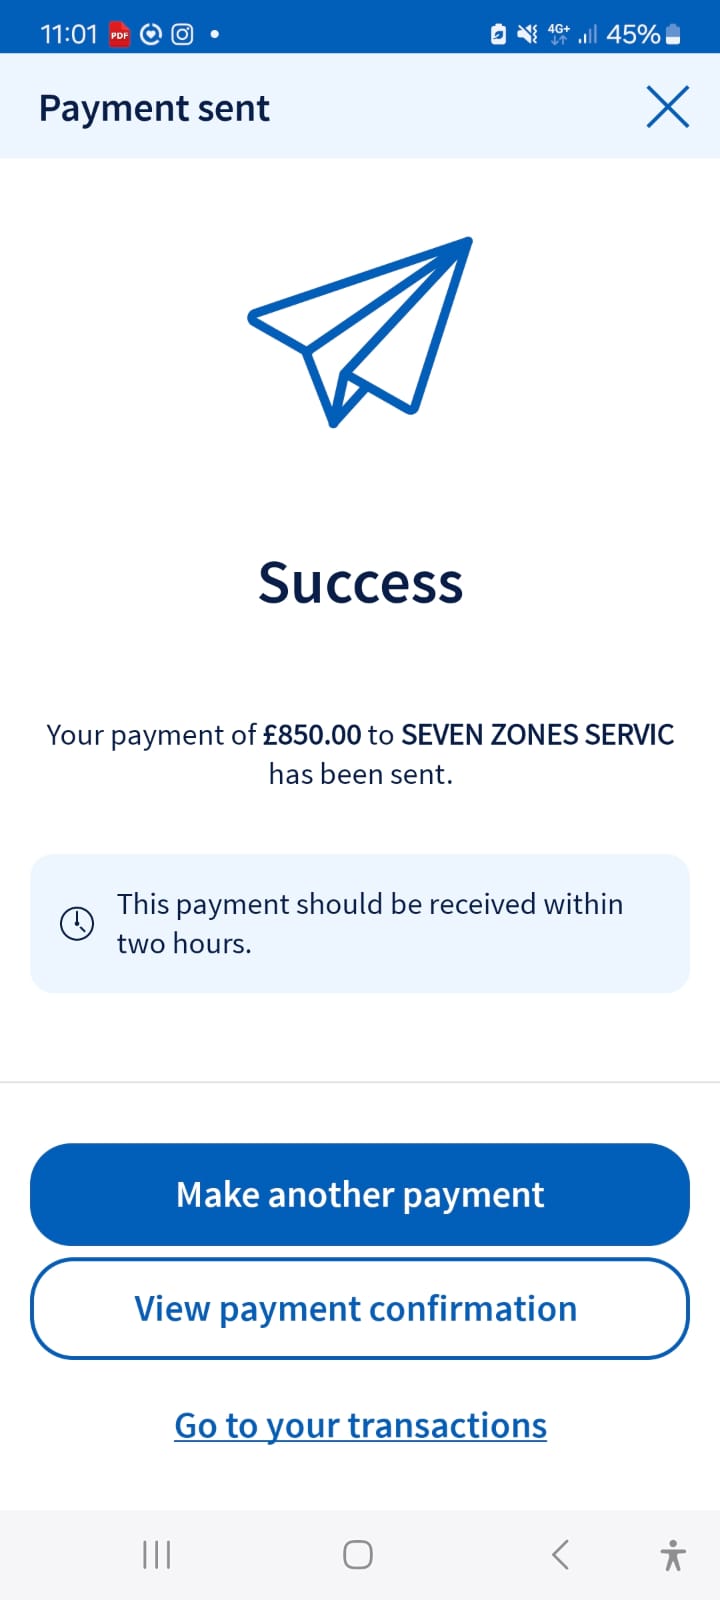 11:01 PDF 4G+ 45%
Payment sent
Success
Your payment of £850.00 to SEVEN ZONES SERVIC
has been sent.
This payment should be received within
two hours.
Make another payment
View payment confirmation
Go to your transactions